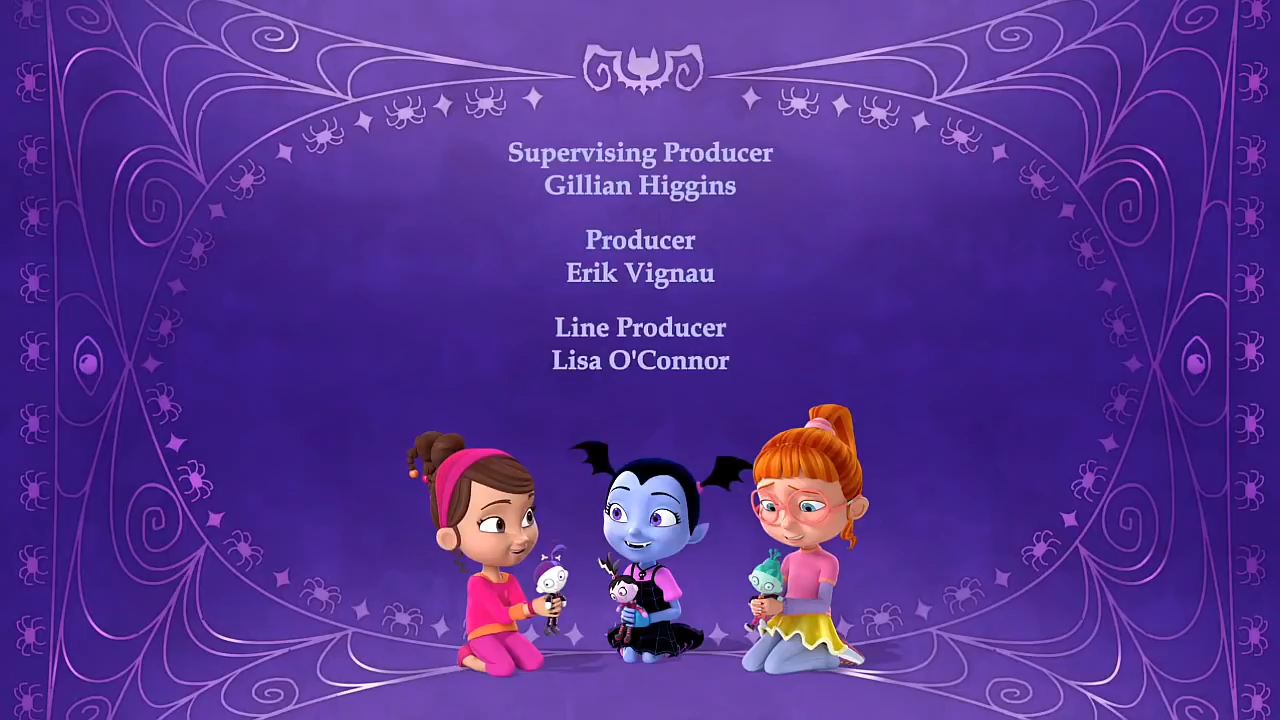 Supervising Producer
Gillian Higgins
Producer
Erik Vignau
Line Producer
Lisa O'Connor